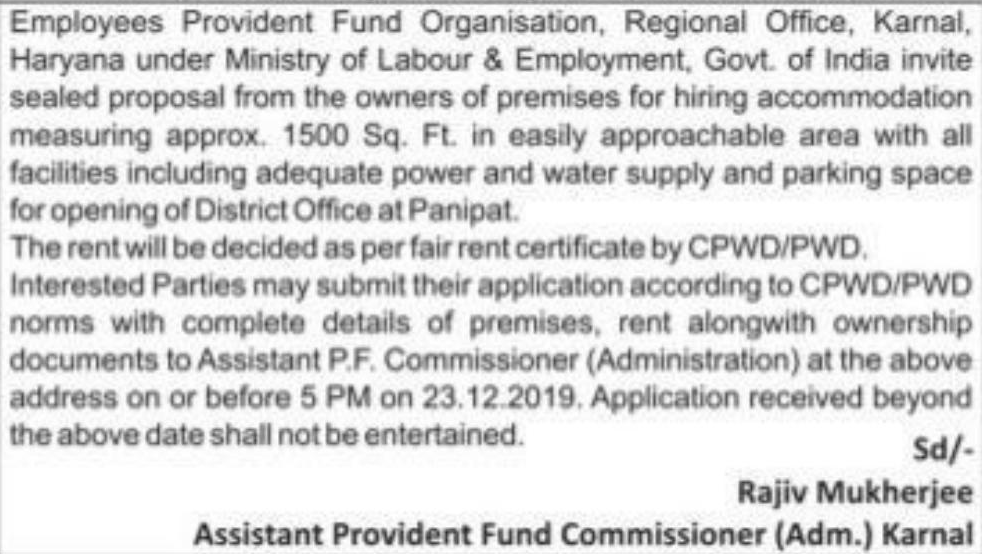 Employees Provident Fund Organisation, Regional Office, Karnal,
Haryana under Ministry of Labour & Employment, Govt. of India invite
sealed proposal from the owners of premises for hiring accommodation
measuring approx. 1500 Sq. Ft. in easily approachable area with all
facilities including adequate power and water supply and parking space
for opening of District Office at Panipat.
The rent will be decided as per fair rent certificate by CPWD/PWD.
Interested Parties may submit their application according to CPWD/PWD
norms with complete details of premises, rent alongwith ownership
documents to Assistant P.F. Commissioner (Administration) at the above
address on or before 5 PM on 23.12.2019. Application received beyond
the above date shall not be entertained.
Sd/-
Rajiv Mukherjee
Assistant Provident Fund Commissioner (Adm.) Karnal